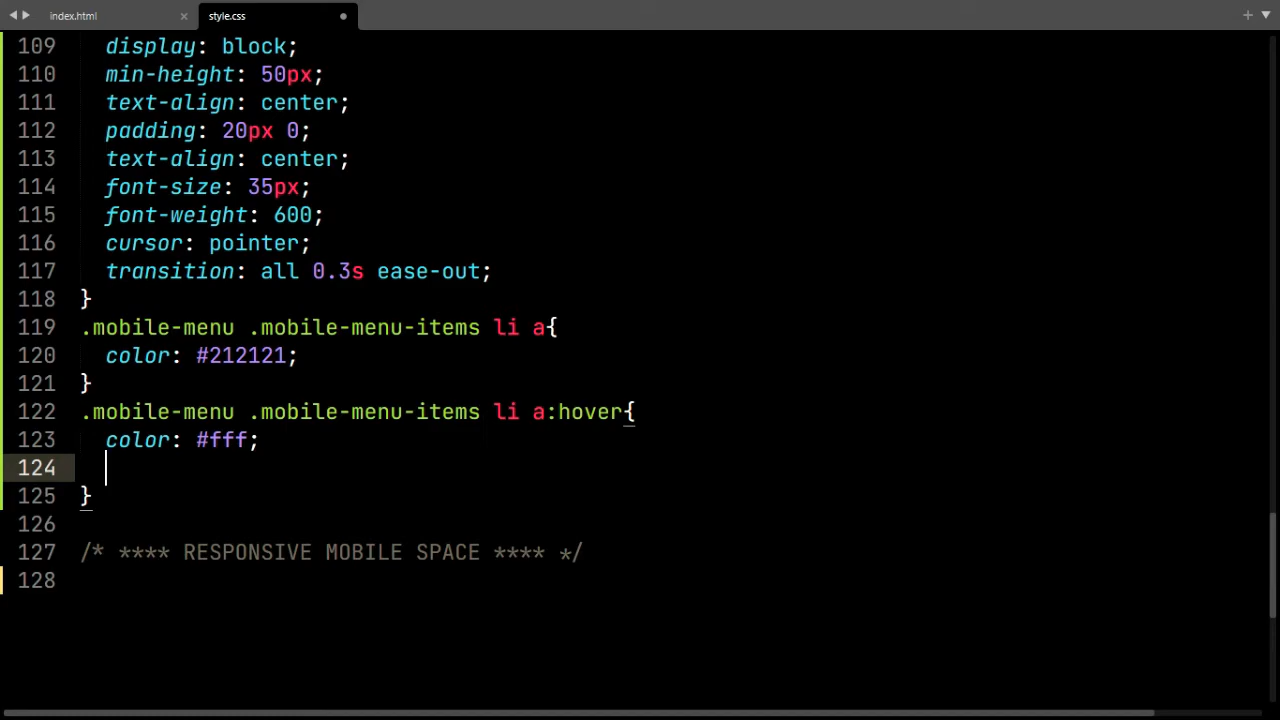 index.html
style.css
109 display: block;
110 min-height: 50px;
111 text-align: center;
112 padding: 20px 0;
113 text-align: center;
114 font-size: 35px;
115 font-weight: 600;
116 cursor: pointer;
117 transition: all 0.3s ease-out;
118 }
119 .mobile-menu .mobile-menu-items li a{
120 color: #212121;
121 }
122 .mobile-menu .mobile-menu-items li a:hover{
123 color: #fff;
124
125 }
126
127 /* **** RESPONSIVE MOBILE SPACE **** */
128